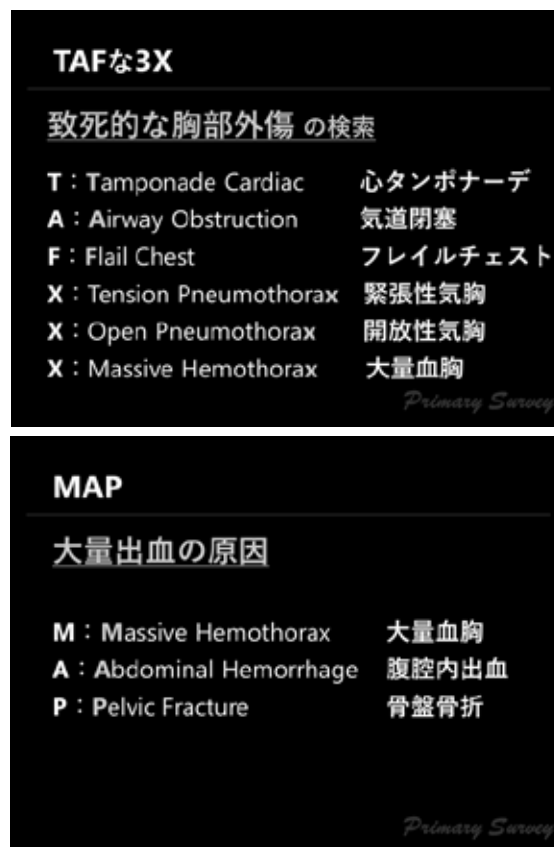 TAFな3X
致死的な胸部外傷 の検索
T：Tamponade Cardiac 心タンポナーデ
A：Airway Obstruction 気道閉塞
F：Flail Chest フレイルチェスト
X：Tension Pneumothorax 緊張性気胸
X：Open Pneumothorax 開放性気胸
X：Massive Hemothorax 大量血胸
Primary Survey
MAP
大量出血の原因
M：Massive Hemothorax 大量血胸
A：Abdominal Hemorrhage 腹腔内出血
P：Pelvic Fracture 骨盤骨折
Primary Survey